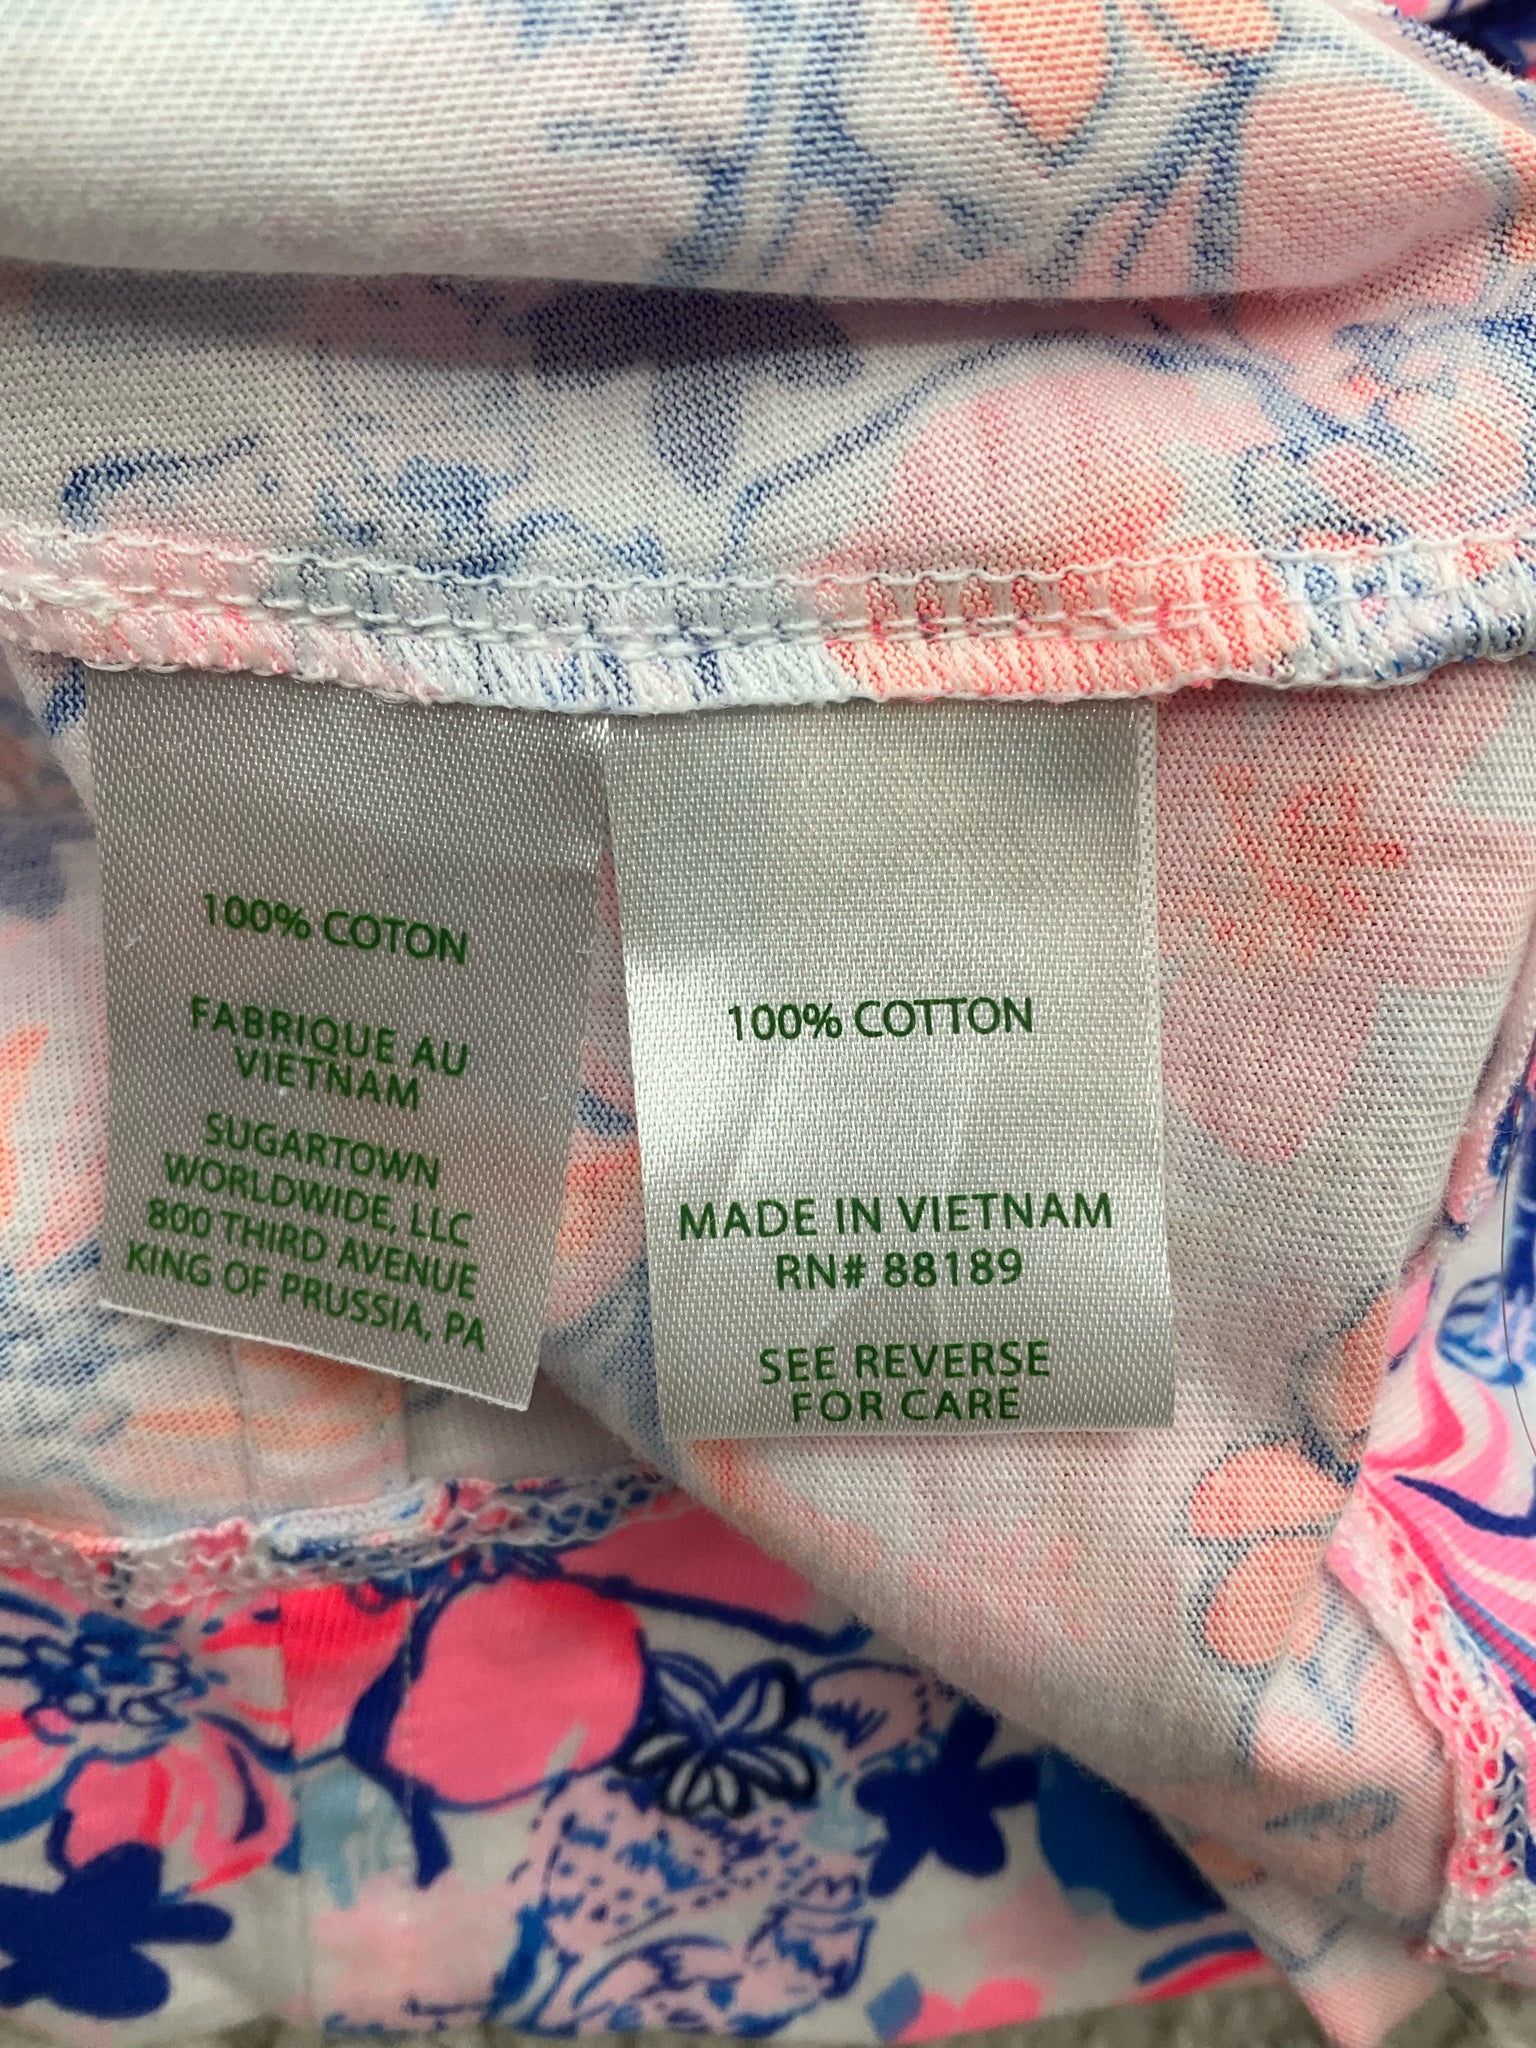 100% COTON
FABRIQUE AU
VIETNAM
SUGARTOWN
WORLDWIDE, LLC
800 THIRD AVENUE
KING OF PRUSSIA, PA
100% COTTON
MADE IN VIETNAM
RN# 88189
SEE REVERSE
FOR CARE